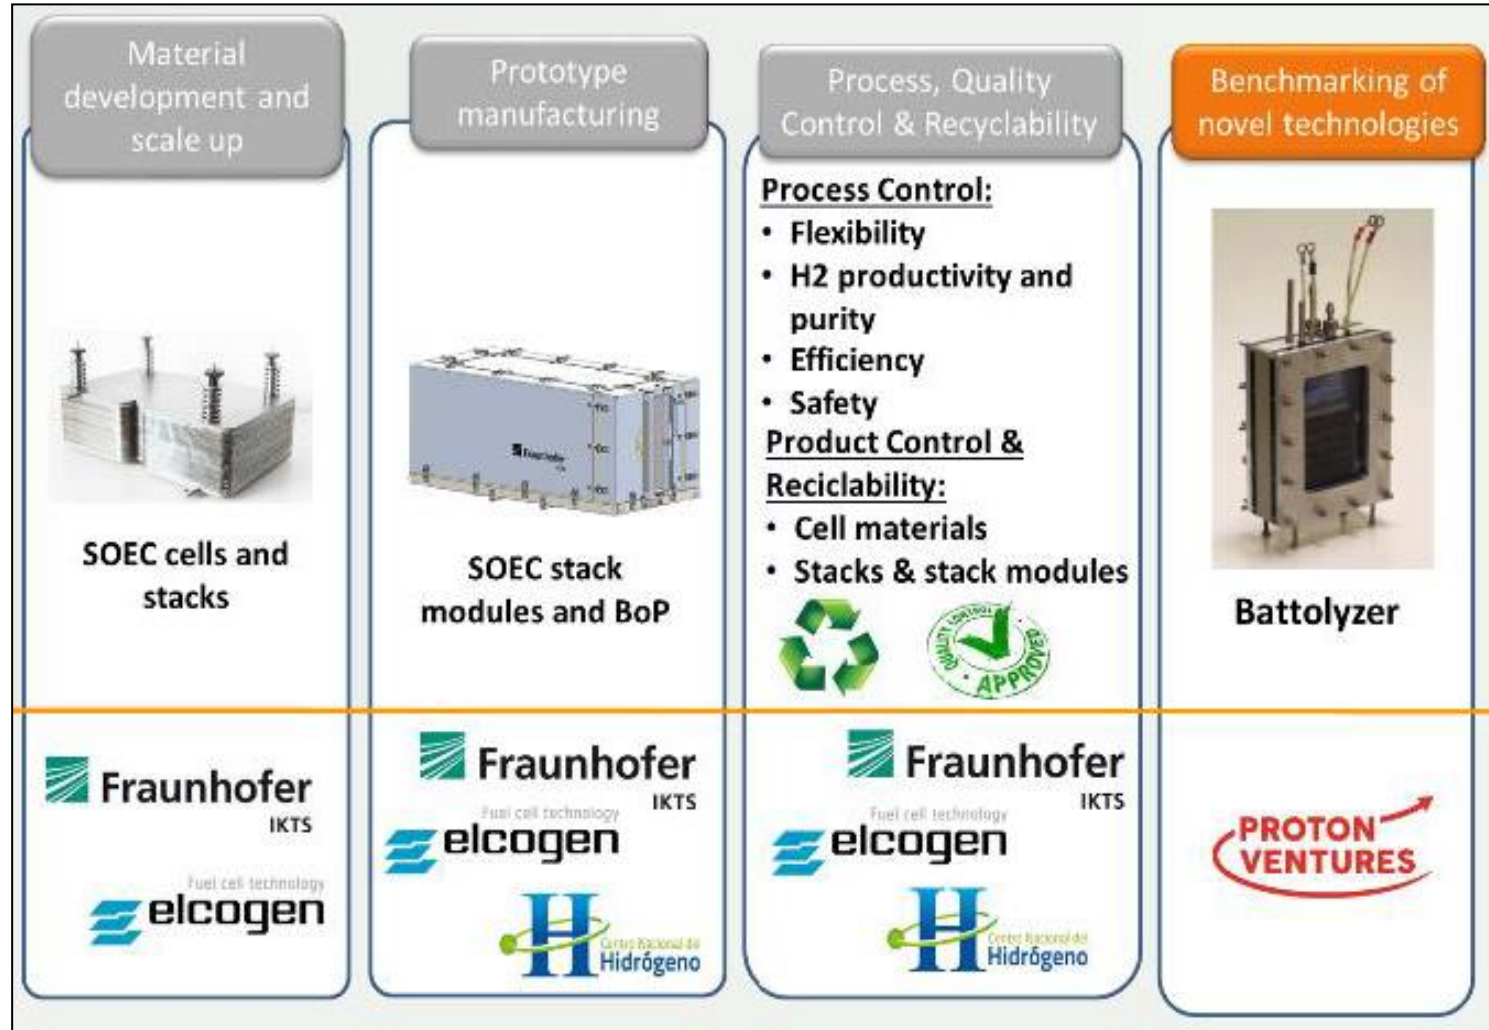 Material
development and
scale up
SOEC cells and
stacks
Fraunhofer
IKTS
Fuel cell technology
elcogen
Prototype
manufacturing
Fraunhofer
SOEC stack
modules and BoP
Fraunhofer
IKTS
Fuel cell technology
elcogen
H
Centro Nacional del
Hidrógeno
Process, Quality
Control & Recyclability
Process Control:
• Flexibility
• H2 productivity and
purity
• Efficiency
• Safety
Product Control &
Reciclability:
• Cell materials
• Stacks & stack modules
QUALITY CONTROL
APPROVED
Fraunhofer
IKTS
Fuel cell technology
elcogen
H
Centro Nacional del
Hidrógeno
Benchmarking of
novel technologies
Battolyzer
PROTON
VENTURES